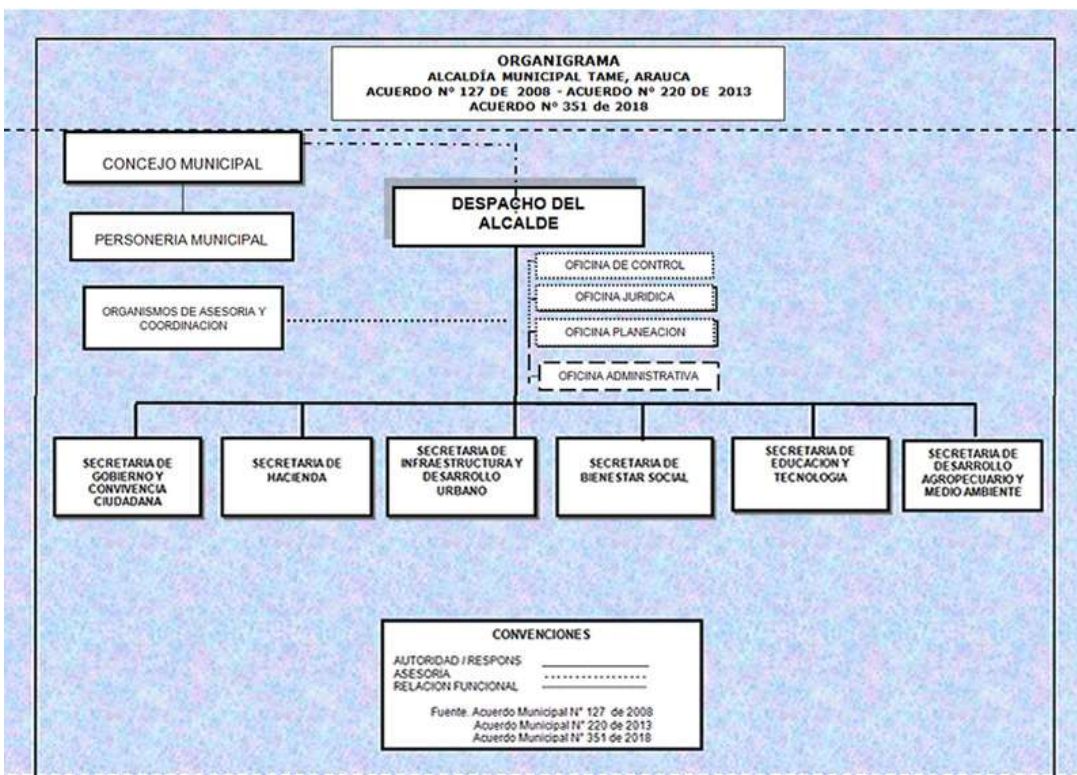 ORGANIGRAMA
ALCALDÍA MUNICIPAL TAME, ARAUCA
ACUERDO Nº 127 DE 2008 - ACUERDO Nº 220 DE 2013
ACUERDO Nº 351 de 2018
CONCEJO MUNICIPAL
DESPACHO DEL
ALCALDE
PERSONERIA MUNICIPAL
OFICINA DE CONTROL
OFICINA JURIDICA
ORGANISMOS DE ASESORIA Y
COORDINACION
OFICINA PLANEACION
OFICINA ADMINISTRATIVA
SECRETARIA DE
GOBIERNO Y
CONVIVENCIA
CIUDADANA
SECRETARIA DE
HACIENDA
SECRETARIA DE
INFRAESTRUCTURA Y
DESARROLLO
URBANO
SECRETARIA DE
BIENESTAR SOCIAL
SECRETARIA DE
EDUCACION Y
TECNOLOGIA
SECRETARIA DE
DESARROLLO
AGROPECUARIO Y
MEDIO AMBIENTE
CONVENCIONES
AUTORIDAD / RESPONS
ASESORIA
RELACION FUNCIONAL
Fuente. Acuerdo Municipal N° 127 de 2008
Acuerdo Municipal N° 220 de 2013
Acuerdo Municipal N° 351 de 2018